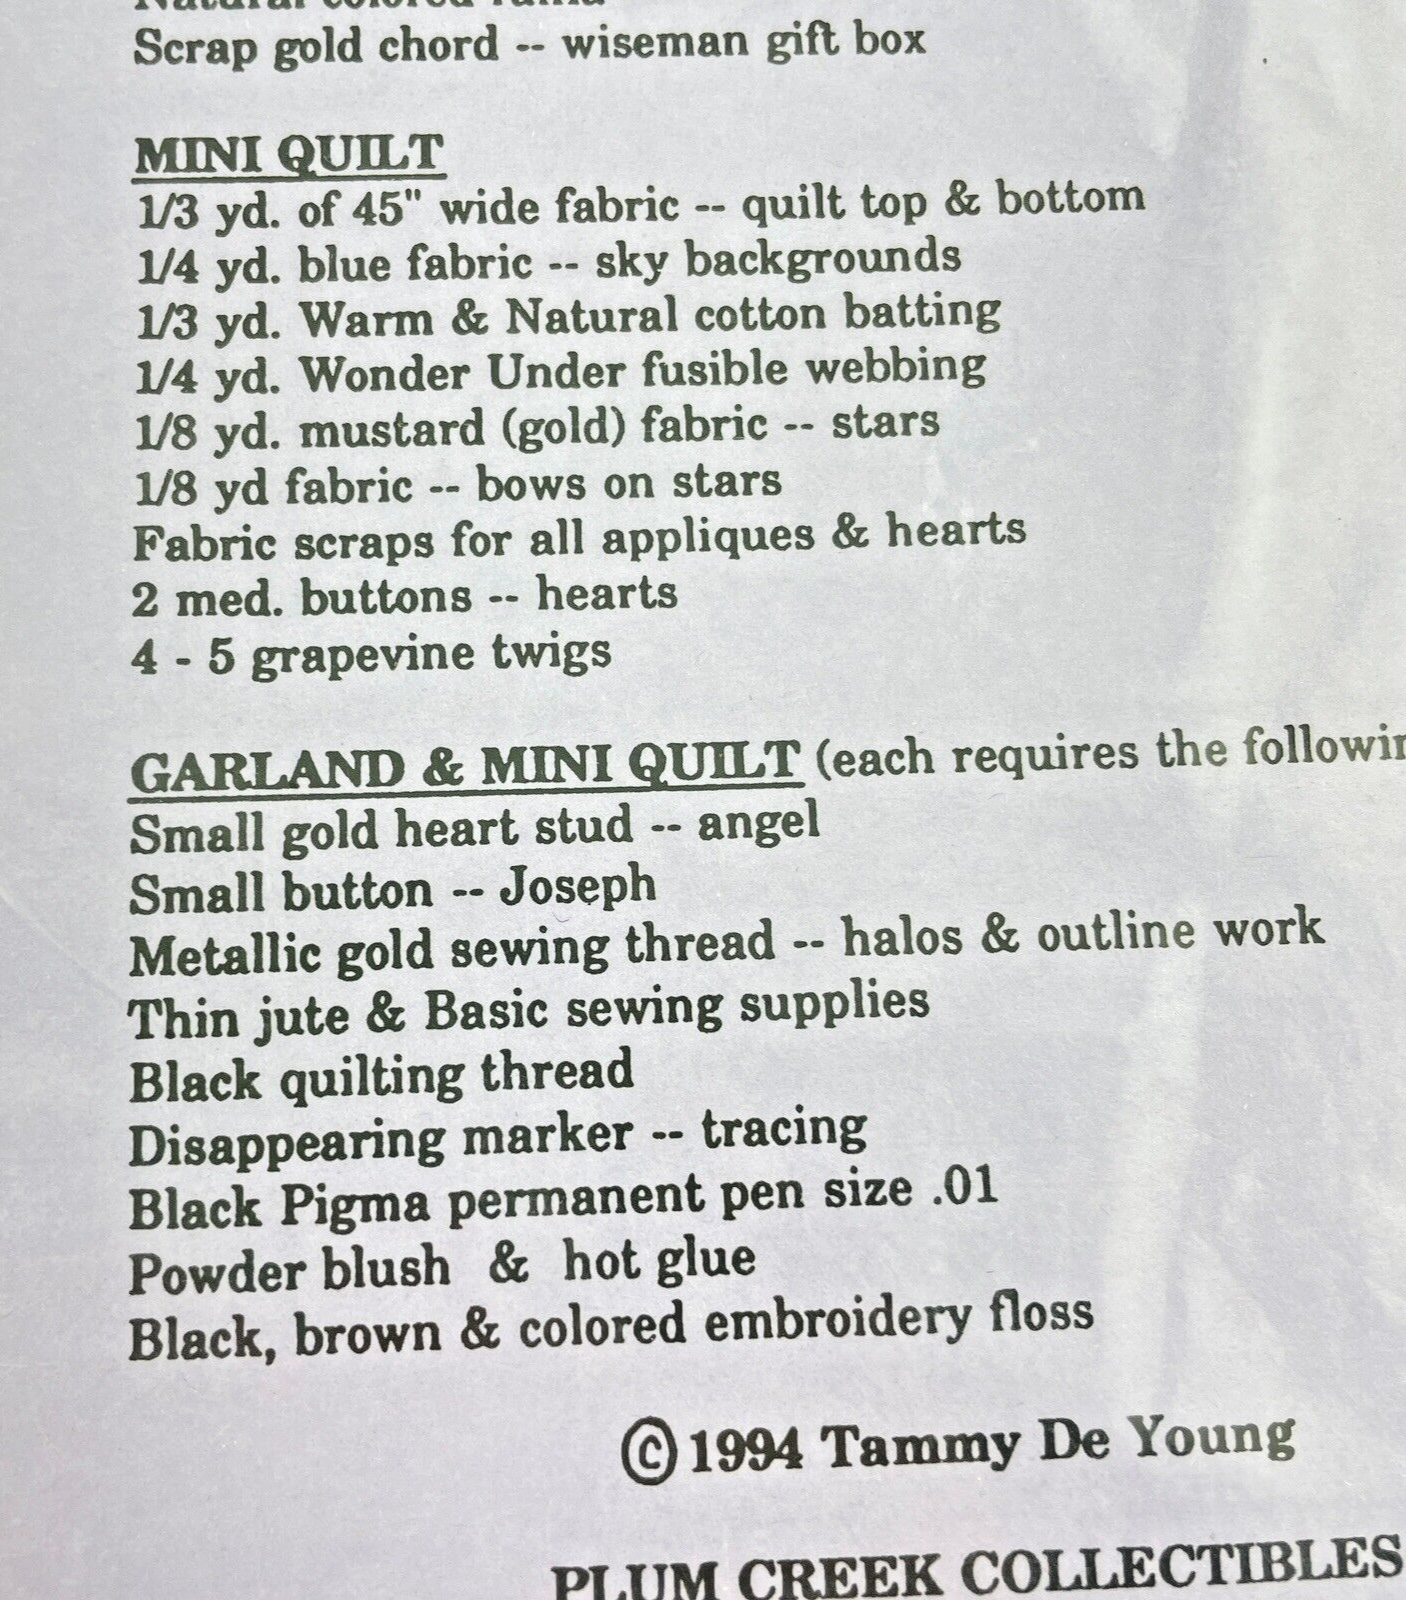 Natural colored raffia
Scrap gold chord -- wiseman gift box
MINI QUILT
1/3 yd. of 45" wide fabric -- quilt top & bottom
1/4 yd. blue fabric -- sky backgrounds
1/3 yd. Warm & Natural cotton batting
1/4 yd. Wonder Under fusible webbing
1/8 yd. mustard (gold) fabric -- stars
1/8 yd fabric -- bows on stars
Fabric scraps for all appliques & hearts
2 med. buttons -- hearts
4 - 5 grapevine twigs
GARLAND & MINI QUILT (each requires the followin
Small gold heart stud -- angel
Small button -- Joseph
Metallic gold sewing thread -- halos & outline work
Thin jute & Basic sewing supplies
Black quilting thread
Disappearing marker -- tracing
Black Pigma permanent pen size .01
Powder blush & hot glue
Black, brown & colored embroidery floss
© 1994 Tammy De Young
PLUM CREEK COLLECTIBLES